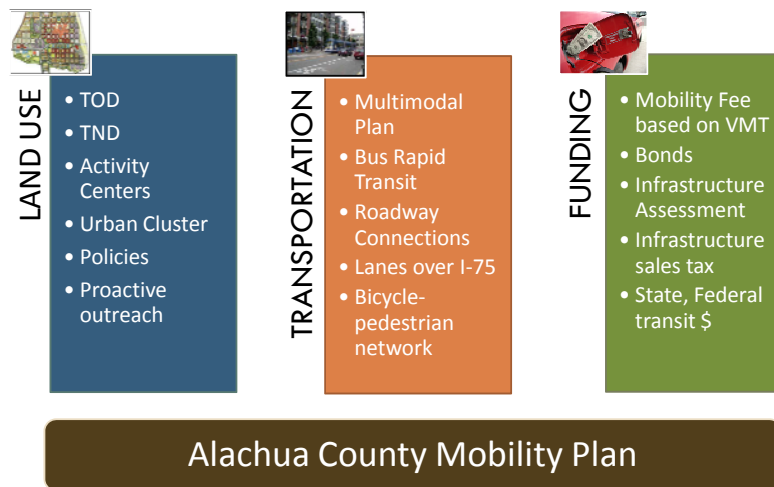 LAND USE
• TOD
• TND
• Activity
Centers
• Urban Cluster
• Policies
• Proactive
outreach
TRANSPORTATION
• Multimodal
Plan
• Bus Rapid
Transit
• Roadway
Connections
• Lanes over I-75
• Bicycle-
pedestrian
network
FUNDING
• Mobility Fee
based on VMT
• Bonds
• Infrastructure
Assessment
• Infrastructure
sales tax
• State, Federal
transit $
Alachua County Mobility Plan